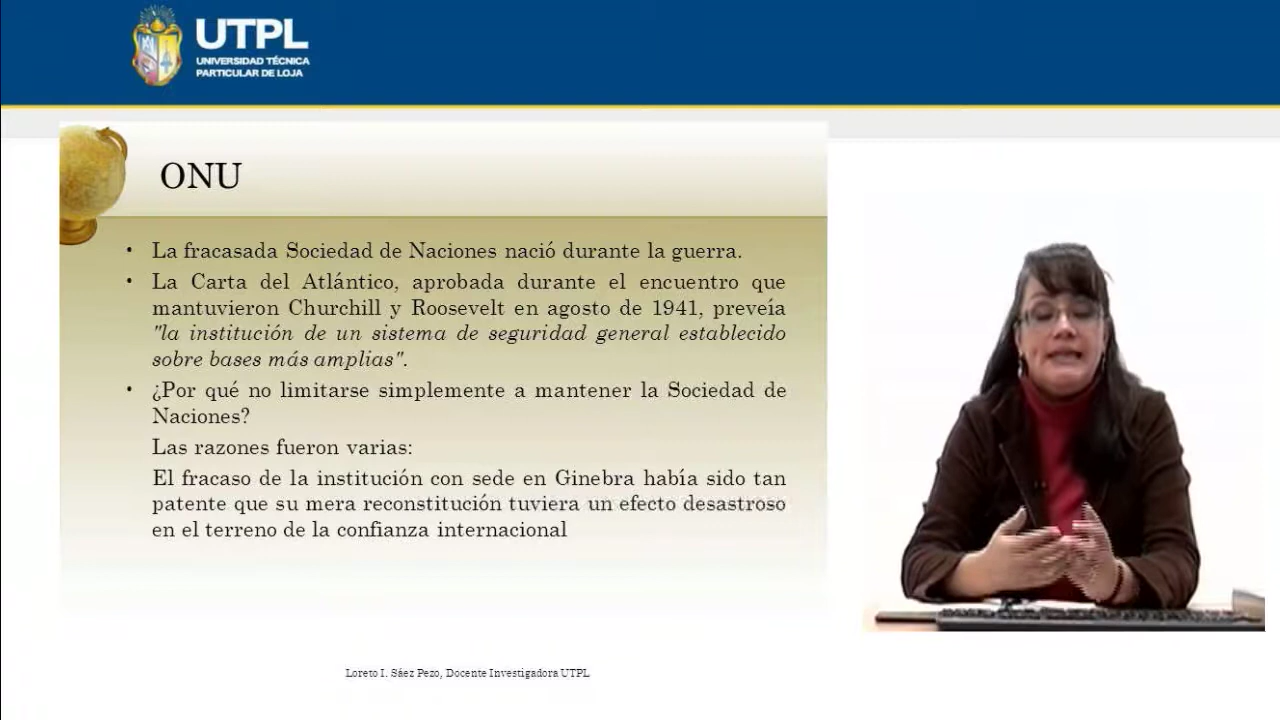 UTPL
UNIVERSIDAD TÉCNICA
PARTICULAR DE LOJA
ONU
• La fracasada Sociedad de Naciones nació durante la guerra.
• La Carta del Atlántico, aprobada durante el encuentro que
mantuvieron Churchill y Roosevelt en agosto de 1941, preveía
"la institución de un sistema de seguridad general establecido
sobre bases más amplías".
• ¿Por qué no limitarse simplemente a mantener la Sociedad de
Naciones?
Las razones fueron varias:
El fracaso de la institución con sede en Ginebra había sido tan
patente que su mera reconstitución tuviera un efecto desastroso
en el terreno de la confianza internacional
Loreto I. Sáez Pezo, Docente Investigadora UTPL